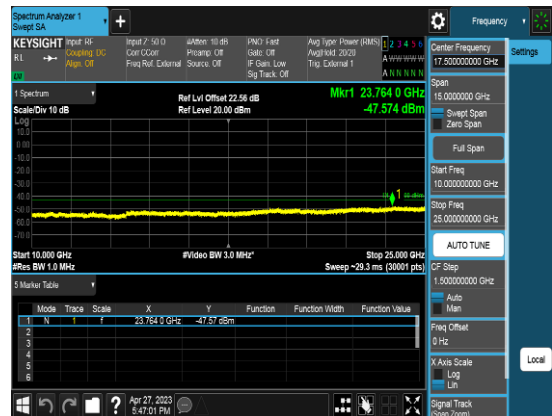 Spectrum Analyzer 1
Swept SA
+
Frequency
KEYSIGHT
Input: RF
Coupling: DC
Align: Off
Input Z: 50 Ω
Corr CCorr
Freq Ref: External
#Atten: 10 dB
Preamp: Off
Source: Off
PNO: Fast
Gate: Off
IF Gain: Low
Sig Track: Off
Avg Type: Power (RMS)
Avg|Hold: 20/20
Trig: External 1
1 2 3 4 5 6
A W W W W W
A N N N N N
1 Spectrum
Scale/Div 10 dB
Ref Lvl Offset 22.56 dB
Ref Level 20.00 dBm
Mkr1 23.764 0 GHz
-47.574 dBm
Log
10.0
0.00
-10.0
-20.0
-30.0
-40.0
-50.0
-60.0
-70.0
1
Start 10.000 GHz
#Res BW 1.0 MHz
#Video BW 3.0 MHz*
Stop 25.000 GHz
Sweep ~29.3 ms (30001 pts)
5 Marker Table
Mode Trace Scale X Y Function Function Width Function Value
1 N 1 f 23.764 0 GHz -47.57 dBm
2
3
4
5
6
Apr 27, 2023
5:47:01 PM
Center Frequency
17.500000000 GHz
Settings
Span
15.0000000 GHz
Swept Span
Zero Span
Full Span
Start Freq
10.000000000 GHz
Stop Freq
25.000000000 GHz
AUTO TUNE
CF Step
1.500000000 GHz
Auto
Man
Freq Offset
0 Hz
X Axis Scale
Log
Lin
Local
Signal Track
(Span Zoom)